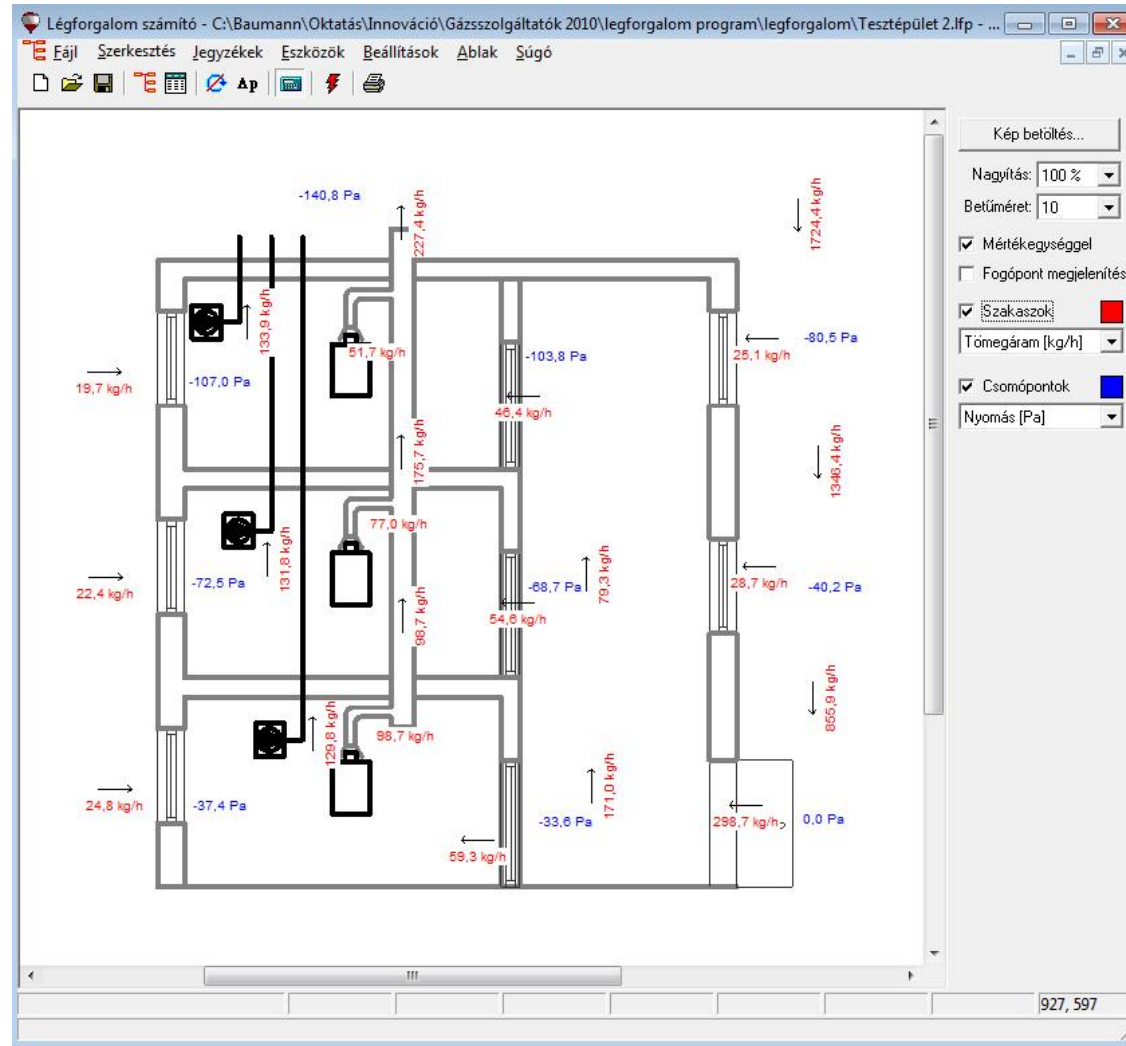 Légforgalom számító - C:\Baumann\Oktatás\Innováció\Gázsszolgáltatók 2010\legforgalom program\legforgalom\Tesztépület 2.lfp - ...
Fájl Szerkesztés Jegyzékek Eszközök Beállítások Ablak Súgó
Ap
Kép betöltés...
Nagyítás: 100 %
Betűméret: 10
Mértékegységgel
Fogópont megjelenítés
Szakaszok
Tömegáram [kg/h]
Csomópontok
Nyomás [Pa]
-140,8 Pa
227,4 kg/h
1724,4 kg/h
133,9 kg/h
51,7 kg/h
-103,8 Pa
25,1 kg/h
-80,5 Pa
19,7 kg/h
-107,0 Pa
46,4 kg/h
175,7 kg/h
1346,4 kg/h
77,0 kg/h
131,8 kg/h
22,4 kg/h
-72,5 Pa
-68,7 Pa
79,3 kg/h
28,7 kg/h
-40,2 Pa
98,7 kg/h
54,6 kg/h
855,9 kg/h
129,8 kg/h
98,7 kg/h
24,8 kg/h
-37,4 Pa
-33,6 Pa
171,0 kg/h
298,7 kg/h
0,0 Pa
59,3 kg/h
927, 597